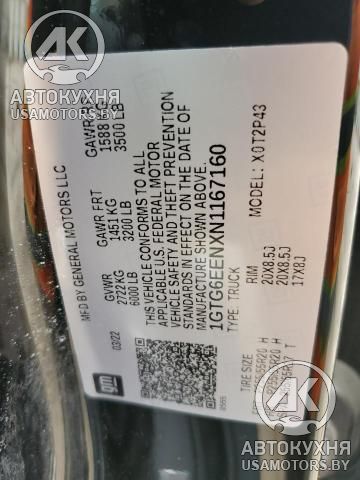 АК
АВТОКУХНЯ
USAMOTORS.BY
MFD BY GENERAL MOTORS LLC
03/22
GVWR
2722 KG
6000 LB
GAWR FRT
1451 KG
3200 LB
GAWR RR
1588 KG
3500 LB
THIS VEHICLE CONFORMS TO ALL
APPLICABLE U.S. FEDERAL MOTOR
VEHICLE SAFETY AND THEFT PREVENTION
STANDARDS IN EFFECT ON THE DATE OF
MANUFACTURE SHOWN ABOVE.
1GTG6EENXN1167160
TYPE: TRUCK
MODEL: X0T2P43
TIRE SIZE
RIM
20X8.5J
20X8.5J
17X8J
gm
АК
АВТОКУХНЯ
USAMOTORS.BY